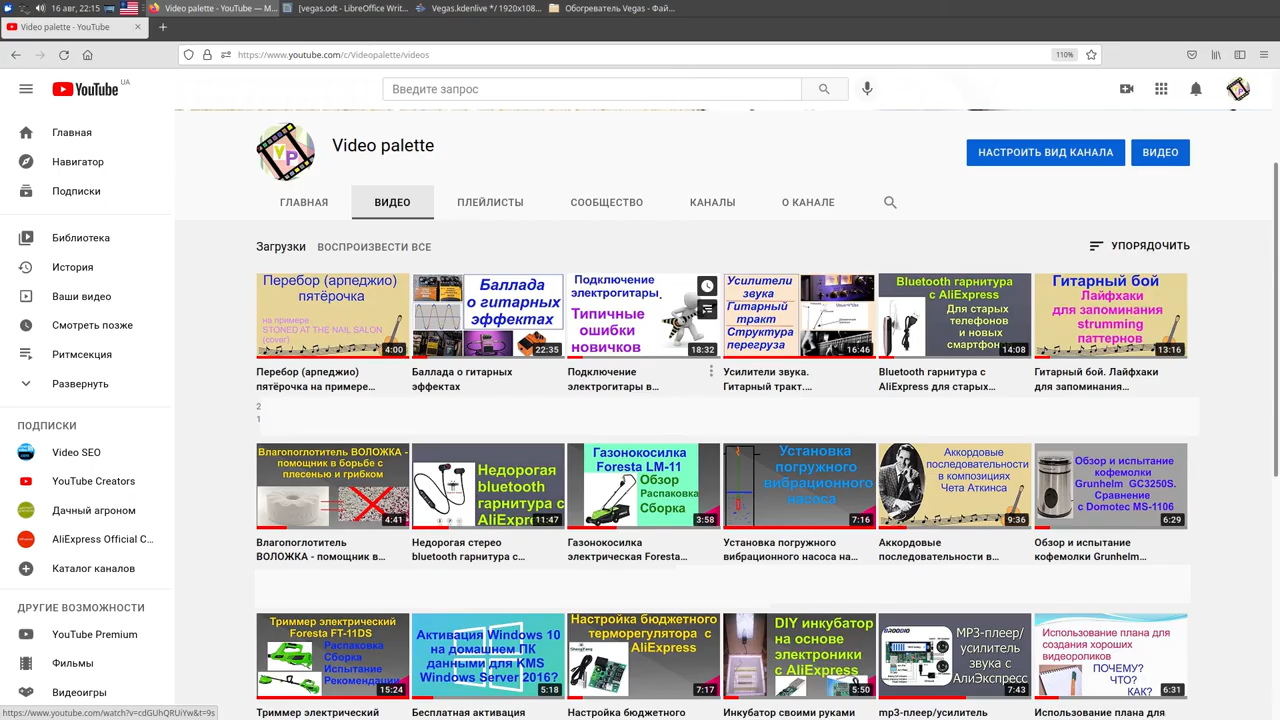 16 авг, 22:15
Video palette - YouTube — M...
[vegas.odt - LibreOffice Writ...
Vegas.kdenlive */ 1920x108...
Обогреватель Vegas - Фай...
Video palette - YouTube
https://www.youtube.com/c/Videopalette/videos
110%
YouTube UA
Введите запрос
Главная
Навигатор
Подписки
Библиотека
История
Ваши видео
Смотреть позже
Ритмсекция
Развернуть
ПОДПИСКИ
Video SEO
YouTube Creators
Дачный агроном
AliExpress Official C...
Каталог каналов
ДРУГИЕ ВОЗМОЖНОСТИ
YouTube Premium
Фильмы
Видеоигры
VP
Video palette
НАСТРОИТЬ ВИД КАНАЛА
ВИДЕО
ГЛАВНАЯ
ВИДЕО
ПЛЕЙЛИСТЫ
СООБЩЕСТВО
КАНАЛЫ
О КАНАЛЕ
Загрузки
ВОСПРОИЗВЕСТИ ВСЕ
УПОРЯДОЧИТЬ
Перебор (арпеджио)
пятёрочка
на примере
STONED AT THE NAIL SALON
(cover)
4:00
Баллада
о гитарных
эффектах
22:35
Подключение
электрогитары.
Типичные
ошибки
новичков
18:32
Усилители
звука
Гитарный
тракт
Структура
перегруза
16:46
Bluetooth гарнитура
с AliExpress
Для старых
телефонов
и новых
смартфон
14:08
Гитарный бой
Лайфхаки
для запоминания
strumming
паттернов
13:16
Перебор (арпеджио)
пятёрочка на примере...
Баллада о гитарных
эффектах
Подключение
электрогитары в...
Усилители звука.
Гитарный тракт....
Bluetooth гарнитура с
AliExpress для старых...
Гитарный бой. Лайфхаки
для запоминания...
Влагопоглотитель ВОЛОЖКА -
помощник в борьбе с
плесенью и грибком
4:41
Недорогая
bluetooth
гарнитура с
AliEx
11:47
Газонокосилка
Foresta LM-11
Обзор
Распаковка
Сборка
3:58
Установка
погружного
вибрационного
насоса
7:16
Аккордовые
последовательности
в композициях
Чета Аткинса
9:36
Обзор и испытание
кофемолки
Grunhelm GC3250S.
Сравнение
с Domotec MS-1106
6:29
Влагопоглотитель
ВОЛОЖКА - помощник в...
Недорогая стерео
bluetooth гарнитура с...
Газонокосилка
электрическая Foresta...
Установка погружного
вибрационного насоса на...
Аккордовые
последовательности в...
Обзор и испытание
кофемолки Grunhelm...
Триммер электрический
Foresta FT-11DS
Распаковка
Сборка
Испытание
Рекомендации
15:24
Активация Windows 10
на домашнем ПК
данными для KMS
Windows Server 2016?
5:18
Настройка бюджетного
терморегулятора с
AliExpress
7:17
DIY инкубатор
на основе
электроники
с AliExpress
5:50
MP3-плеер/
усилитель
звука с
АлиЭкспресс
7:43
Использование плана для
создания хороших
видеороликов
ПОЧЕМУ?
ЧТО?
КАК?
6:31
Триммер электрический
Бесплатная активация
Настройка бюджетного
Инкубатор своими руками
mp3-плеер/усилитель
Использование плана для
https://www.youtube.com/watch?v=cdGUhQRUiYw&t=9s